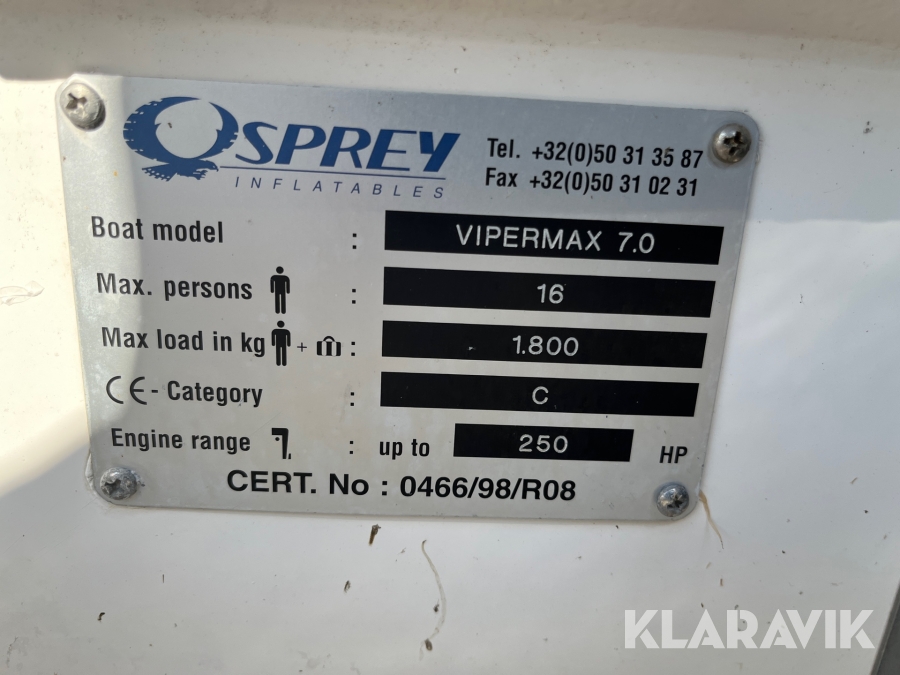 OSPREY
INFLATABLES
Tel. +32(0)50 31 35 87
Fax +32(0)50 31 02 31
Boat model : VIPERMAX 7.0
Max. persons : 16
Max load in kg + : 1.800
CE - Category : C
Engine range : up to 250 HP
CERT. No : 0466/98/R08
KLARAVIK